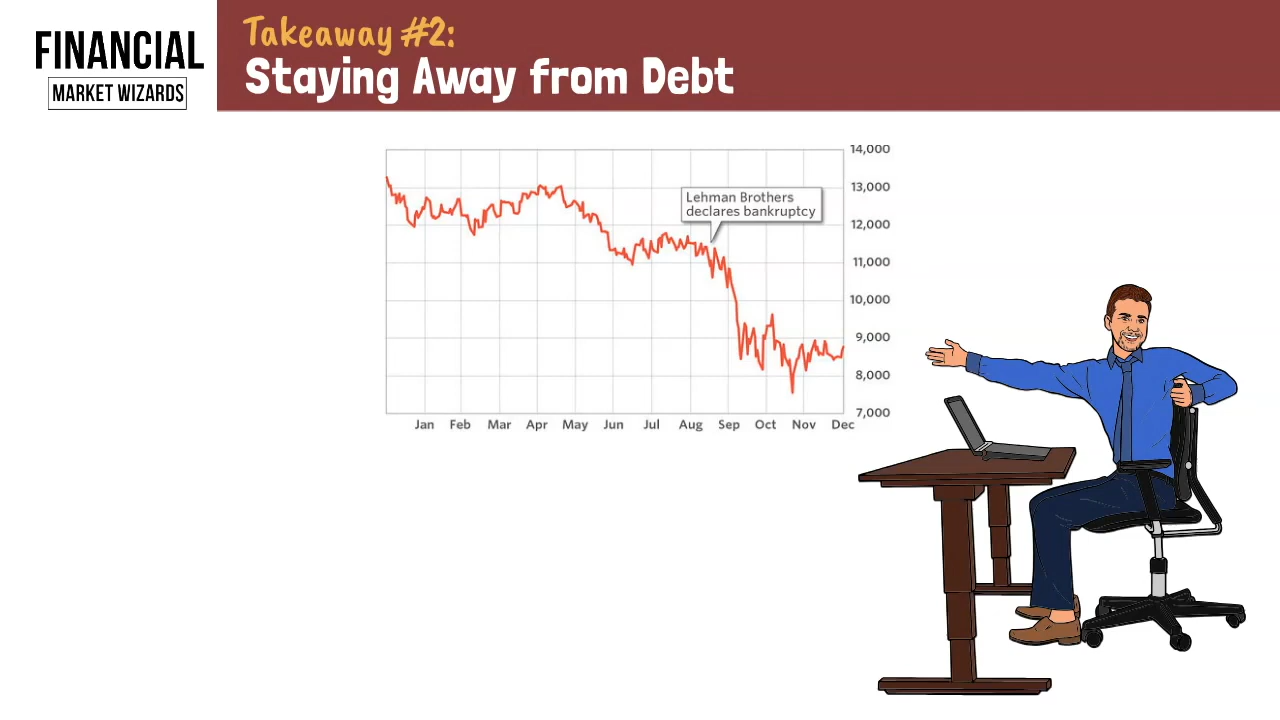 FINANCIAL
MARKET WIZARDS
Takeaway #2:
Staying Away from Debt
14,000
13,000
Lehman Brothers
declares bankruptcy
12,000
11,000
10,000
9,000
8,000
7,000
Jan Feb Mar Apr May Jun Jul Aug Sep Oct Nov Dec